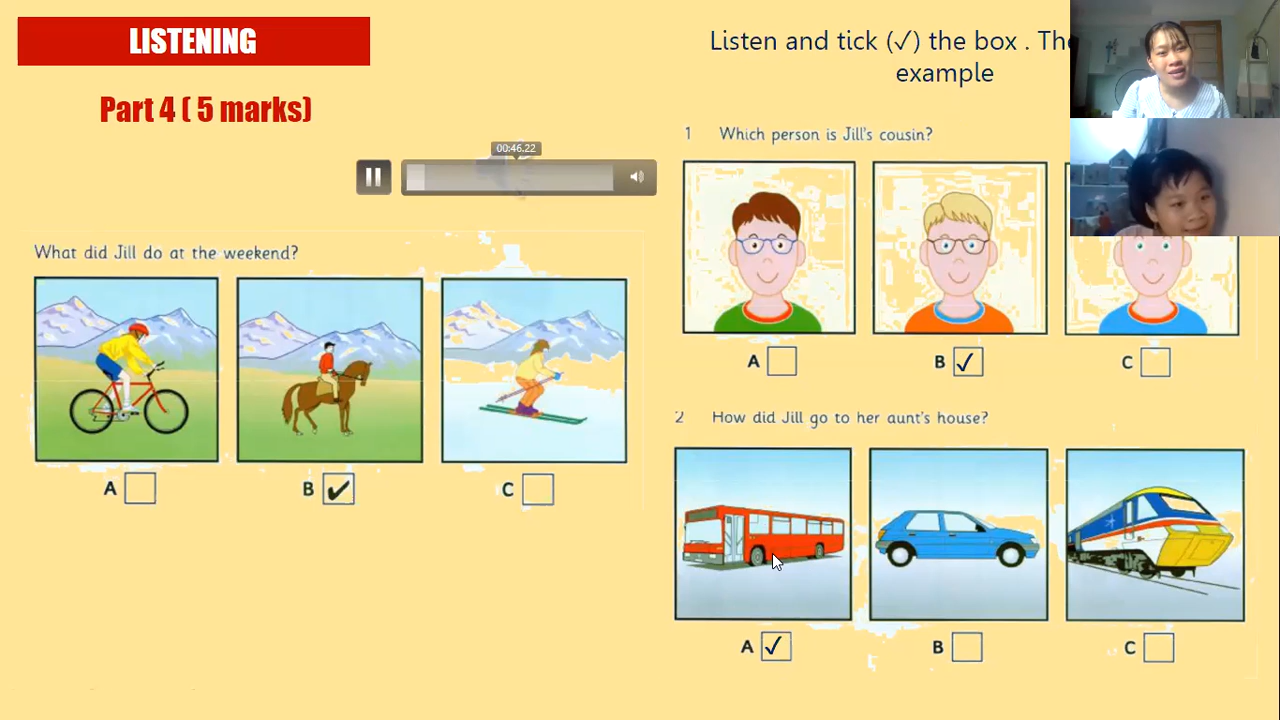 LISTENING
Part 4 ( 5 marks)
Listen and tick (✓) the box . The
example
00:46.22
What did Jill do at the weekend?
A
B ✔
C
1 Which person is Jill's cousin?
A
B ✓
C
2 How did Jill go to her aunt's house?
A ✓
B
C